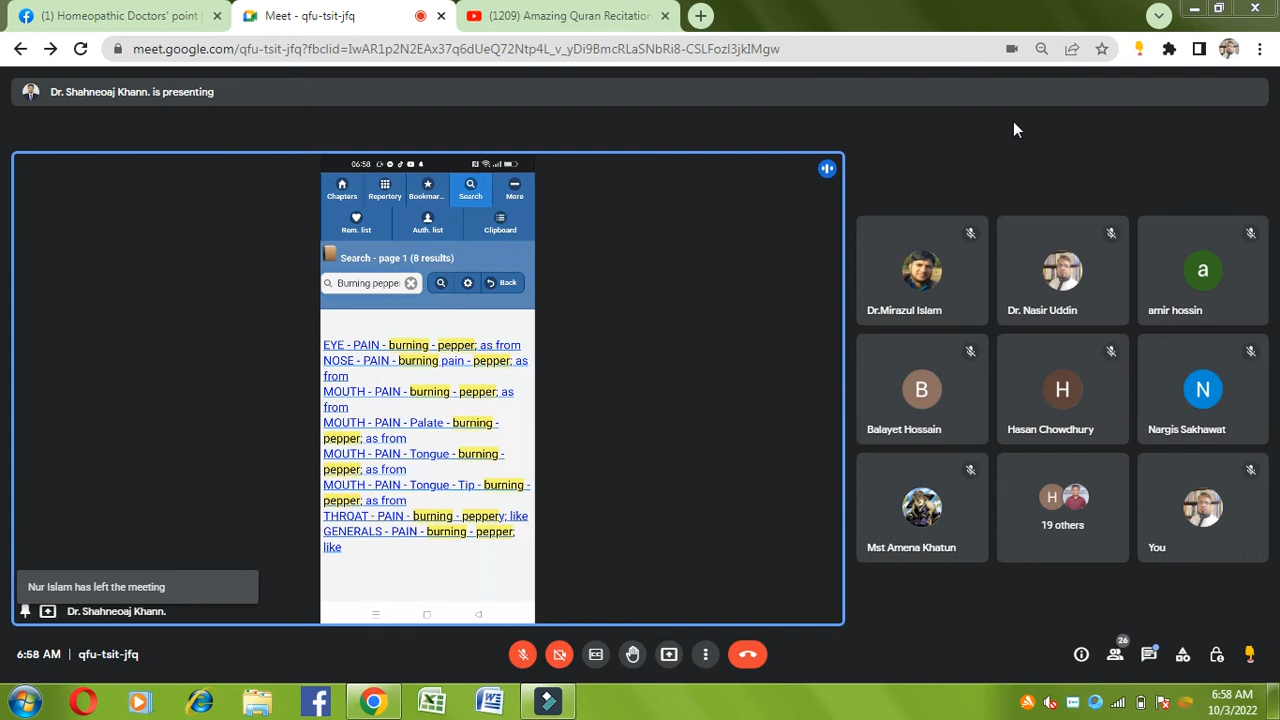 (1) Homeopathic Doctors' point |
Meet - qfu-tsit-jfq
(1209) Amazing Quran Recitation
meet.google.com/qfu-tsit-jfq?fbclid=IwAR1p2N2EAx37q6dUeQ72Ntp4L_v_yDi9BmcRLaSNbRi8-CSLFozI3jkIMgw
Dr. Shahneoaj Khann. is presenting
06:58
Chapters
Repertory
Bookmar...
Search
More
Rem. list
Auth. list
Clipboard
Search - page 1 (8 results)
Burning peppe
Back
EYE - PAIN - burning - pepper; as from
NOSE - PAIN - burning pain - pepper; as
from
MOUTH - PAIN - burning - pepper; as
from
MOUTH - PAIN - Palate - burning -
pepper; as from
MOUTH - PAIN - Tongue - burning -
pepper; as from
MOUTH - PAIN - Tongue - Tip - burning -
pepper; as from
THROAT - PAIN - burning - peppery; like
GENERALS - PAIN - burning - pepper;
like
Nur Islam has left the meeting
Dr. Shahneoaj Khann.
Dr.Mirazul Islam
Dr. Nasir Uddin
a
amir hossin
B
Balayet Hossain
H
Hasan Chowdhury
N
Nargis Sakhawat
Mst Amena Khatun
H
19 others
You
6:58 AM | qfu-tsit-jfq
26
6:58 AM
10/3/2022